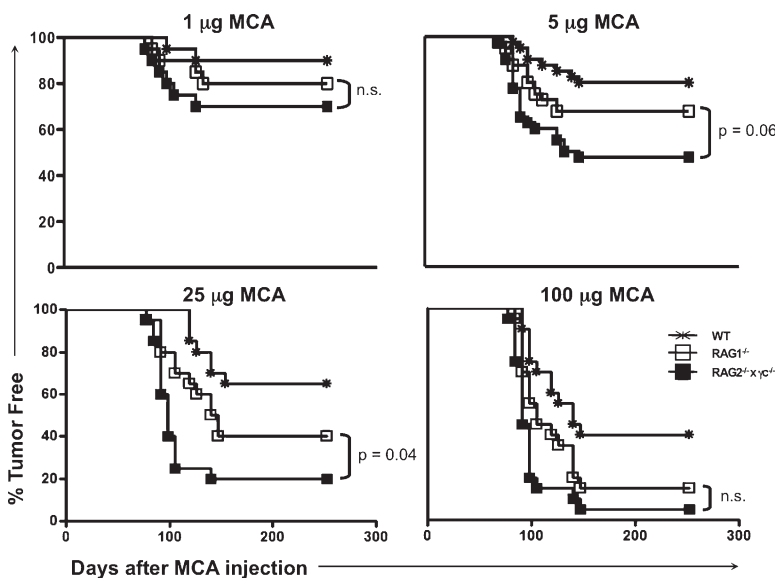 1 μg MCA
5 μg MCA
100
80
60
40
20
0
n.s.
p = 0.06
25 μg MCA
100 μg MCA
100
80
60
40
20
0
p = 0.04
WT
RAG1-/-
RAG2-/-xγc-/-
n.s.
0
100
200
300
0
100
200
300
% Tumor Free
Days after MCA injection